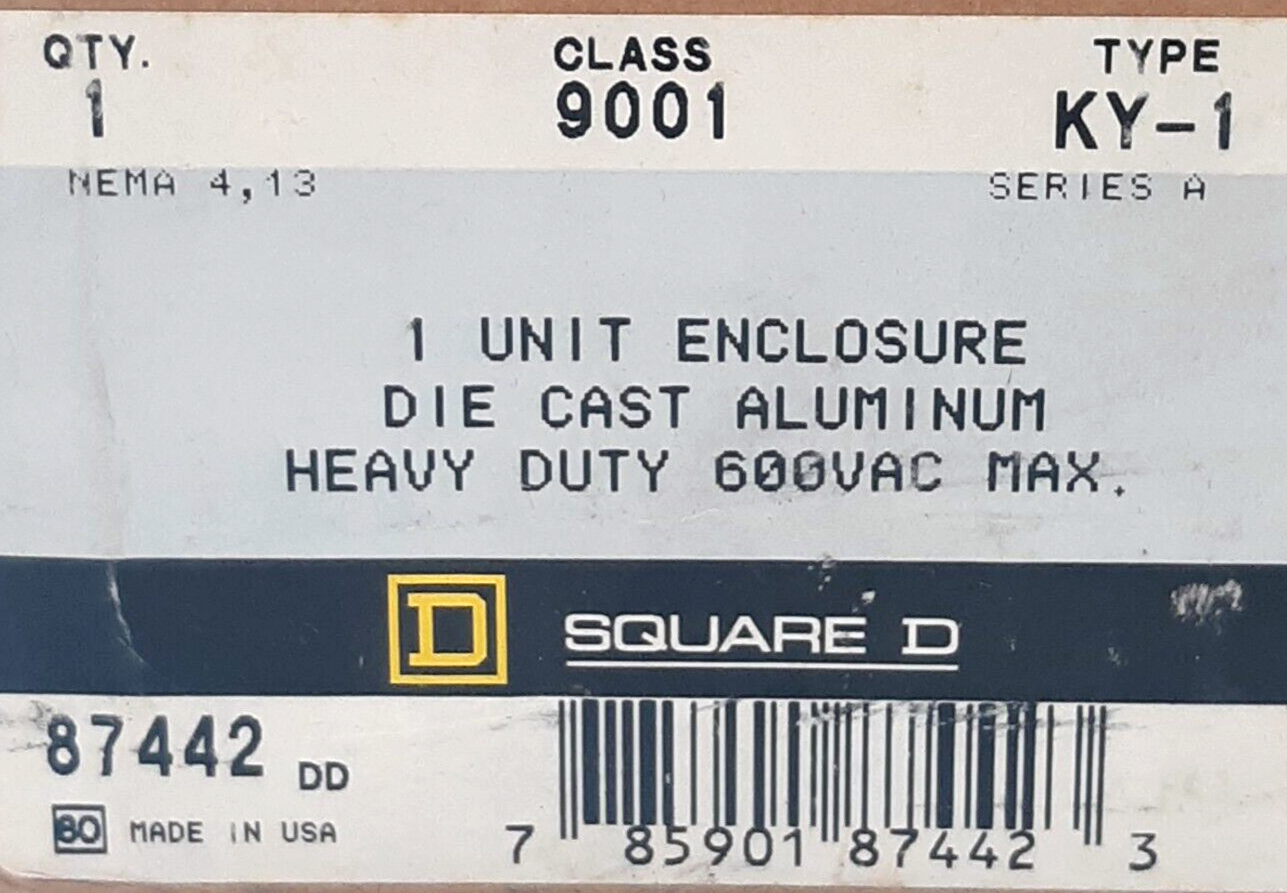 QTY. CLASS TYPE
1 9001 KY-1
NEMA 4,13 SERIES A
1 UNIT ENCLOSURE
DIE CAST ALUMINUM
HEAVY DUTY 600VAC MAX.
D SQUARE D
87442 DD
80 MADE IN USA
7 85901 87442 3